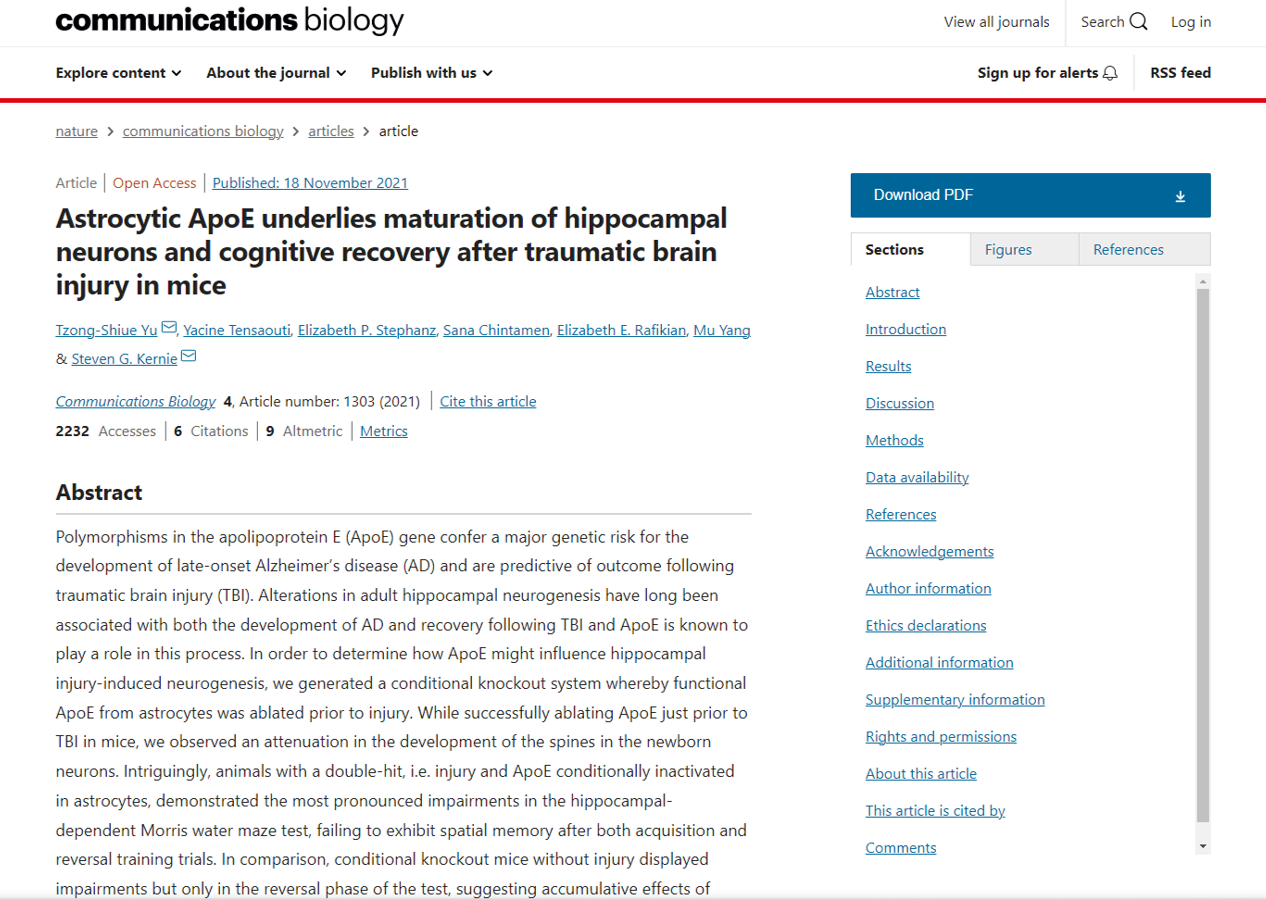 communications biology
View all journals Search Log in
Explore content About the journal Publish with us
Sign up for alerts RSS feed
nature > communications biology > articles > article
Article | Open Access | Published: 18 November 2021
Astrocytic ApoE underlies maturation of hippocampal
neurons and cognitive recovery after traumatic brain
injury in mice
Tzong-Shiue Yu, Yacine Tensaouti, Elizabeth P. Stephanz, Sana Chintamen, Elizabeth E. Rafikian, Mu Yang
& Steven G. Kernie
Communications Biology 4, Article number: 1303 (2021) | Cite this article
2232 Accesses | 6 Citations | 9 Altmetric | Metrics
Abstract
Polymorphisms in the apolipoprotein E (ApoE) gene confer a major genetic risk for the
development of late-onset Alzheimer’s disease (AD) and are predictive of outcome following
traumatic brain injury (TBI). Alterations in adult hippocampal neurogenesis have long been
associated with both the development of AD and recovery following TBI and ApoE is known to
play a role in this process. In order to determine how ApoE might influence hippocampal
injury-induced neurogenesis, we generated a conditional knockout system whereby functional
ApoE from astrocytes was ablated prior to injury. While successfully ablating ApoE just prior to
TBI in mice, we observed an attenuation in the development of the spines in the newborn
neurons. Intriguingly, animals with a double-hit, i.e. injury and ApoE conditionally inactivated
in astrocytes, demonstrated the most pronounced impairments in the hippocampal-
dependent Morris water maze test, failing to exhibit spatial memory after both acquisition and
reversal training trials. In comparison, conditional knockout mice without injury displayed
impairments but only in the reversal phase of the test, suggesting accumulative effects of
Download PDF
Sections Figures References
Abstract
Introduction
Results
Discussion
Methods
Data availability
References
Acknowledgements
Author information
Ethics declarations
Additional information
Supplementary information
Rights and permissions
About this article
This article is cited by
Comments